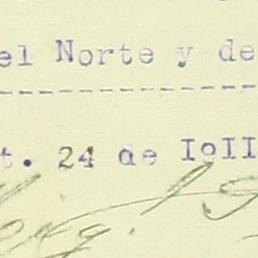 el Norte y de
t. 24 de IoII